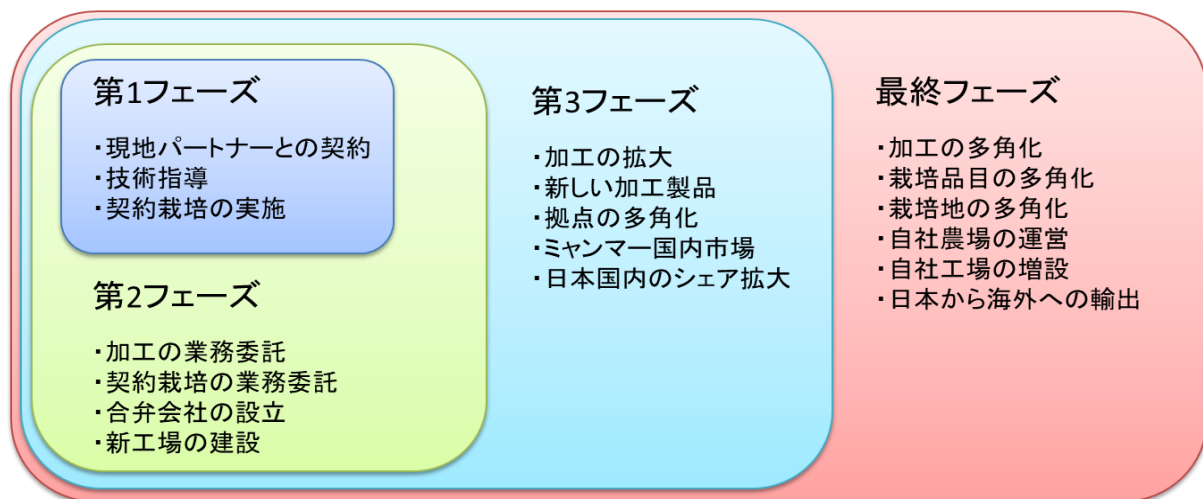 第1フェーズ
・現地パートナーとの契約
・技術指導
・契約栽培の実施
第2フェーズ
・加工の業務委託
・契約栽培の業務委託
・合弁会社の設立
・新工場の建設
第3フェーズ
・加工の拡大
・新しい加工製品
・拠点の多角化
・ミャンマー国内市場
・日本国内のシェア拡大
最終フェーズ
・加工の多角化
・栽培品目の多角化
・栽培地の多角化
・自社農場の運営
・自社工場の増設
・日本から海外への輸出